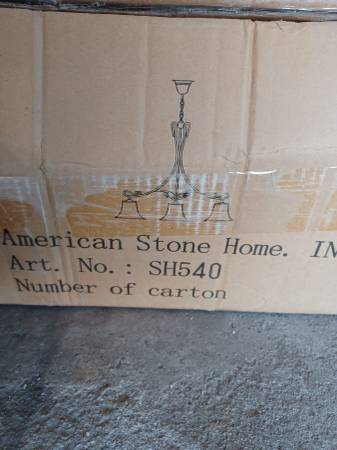 American Stone Home. IN
Art. No.: SH540
Number of carton